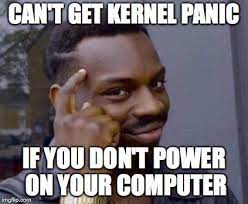 CAN'T GET KERNEL PANIC
IF YOU DON'T POWER
ON YOUR COMPUTER
imgflip.com